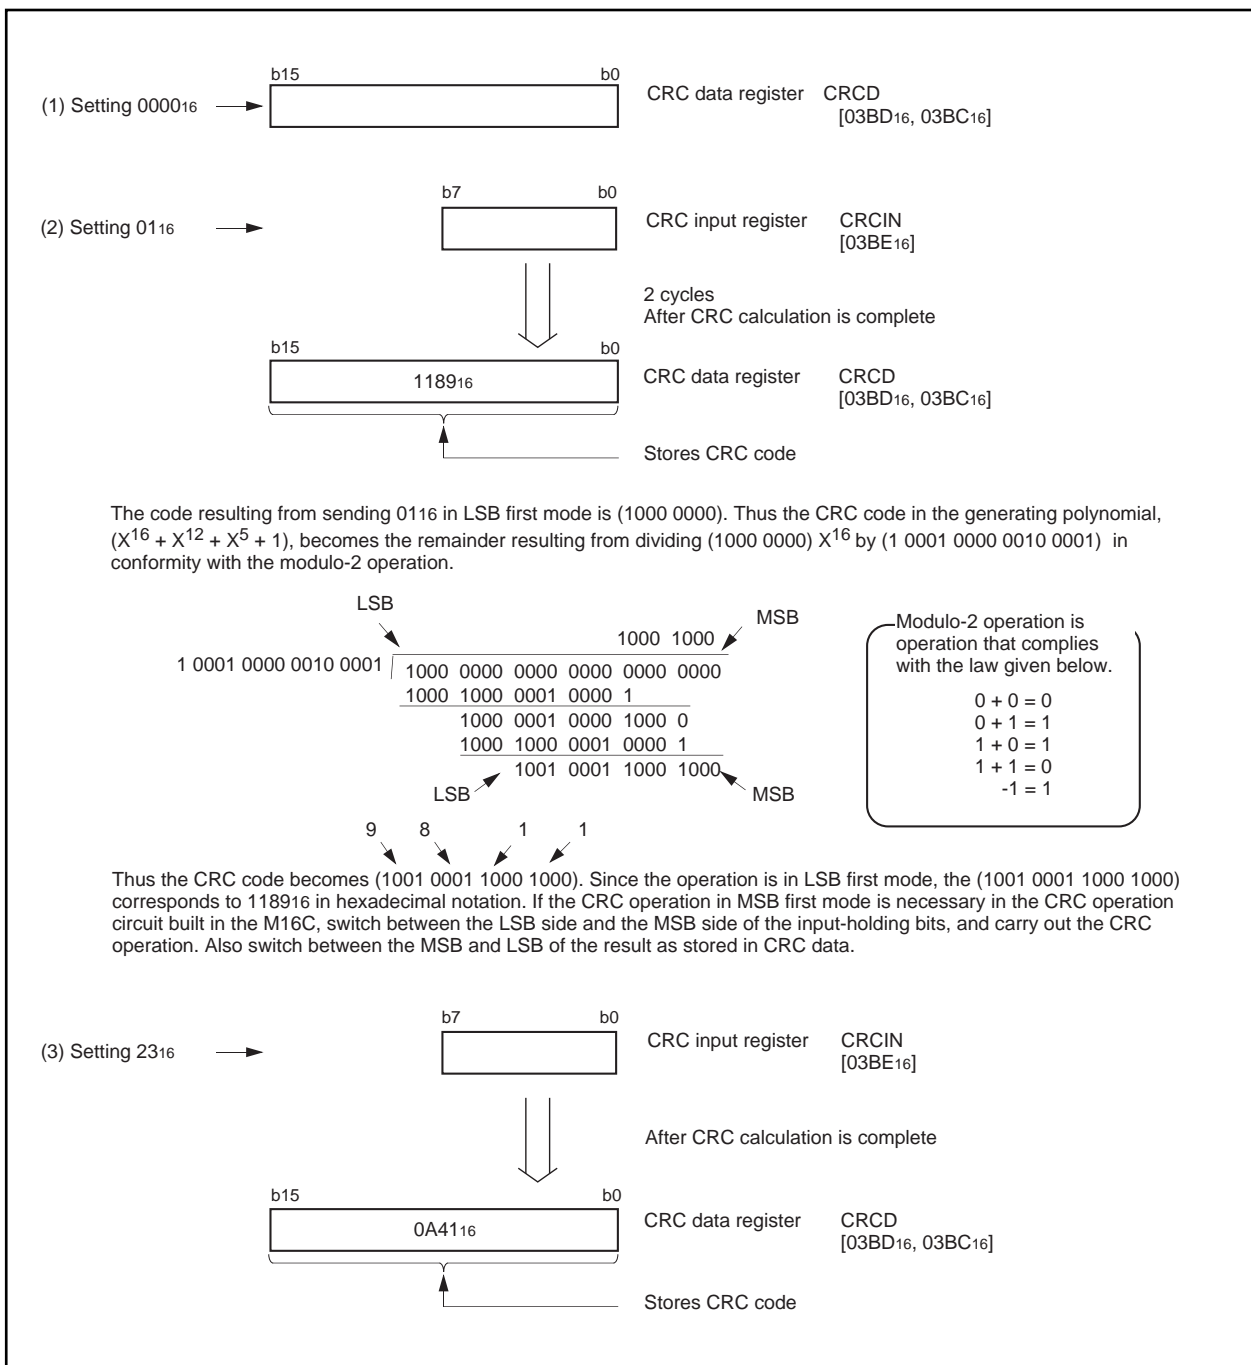 b15 b0
(1) Setting 000016 CRC data register CRCD
[03BD16, 03BC16]
b7 b0
(2) Setting 0116 CRC input register CRCIN
[03BE16]
2 cycles
After CRC calculation is complete
b15 b0
118916 CRC data register CRCD
[03BD16, 03BC16]
Stores CRC code
The code resulting from sending 0116 in LSB first mode is (1000 0000). Thus the CRC code in the generating polynomial,
(X16 + X12 + X5 + 1), becomes the remainder resulting from dividing (1000 0000) X16 by (1 0001 0000 0010 0001) in
conformity with the modulo-2 operation.
LSB MSB
1000 1000
1 0001 0000 0010 0001 1000 0000 0000 0000 0000 0000
1000 1000 0001 0000 1
1000 0001 0000 1000 0
1000 1000 0001 0000 1
1001 0001 1000 1000
LSB MSB
Modulo-2 operation is
operation that complies
with the law given below.
0 + 0 = 0
0 + 1 = 1
1 + 0 = 1
1 + 1 = 0
-1 = 1
9 8 1 1
Thus the CRC code becomes (1001 0001 1000 1000). Since the operation is in LSB first mode, the (1001 0001 1000 1000)
corresponds to 118916 in hexadecimal notation. If the CRC operation in MSB first mode is necessary in the CRC operation
circuit built in the M16C, switch between the LSB side and the MSB side of the input-holding bits, and carry out the CRC
operation. Also switch between the MSB and LSB of the result as stored in CRC data.
b7 b0
(3) Setting 2316 CRC input register CRCIN
[03BE16]
After CRC calculation is complete
b15 b0
0A4116 CRC data register CRCD
[03BD16, 03BC16]
Stores CRC code